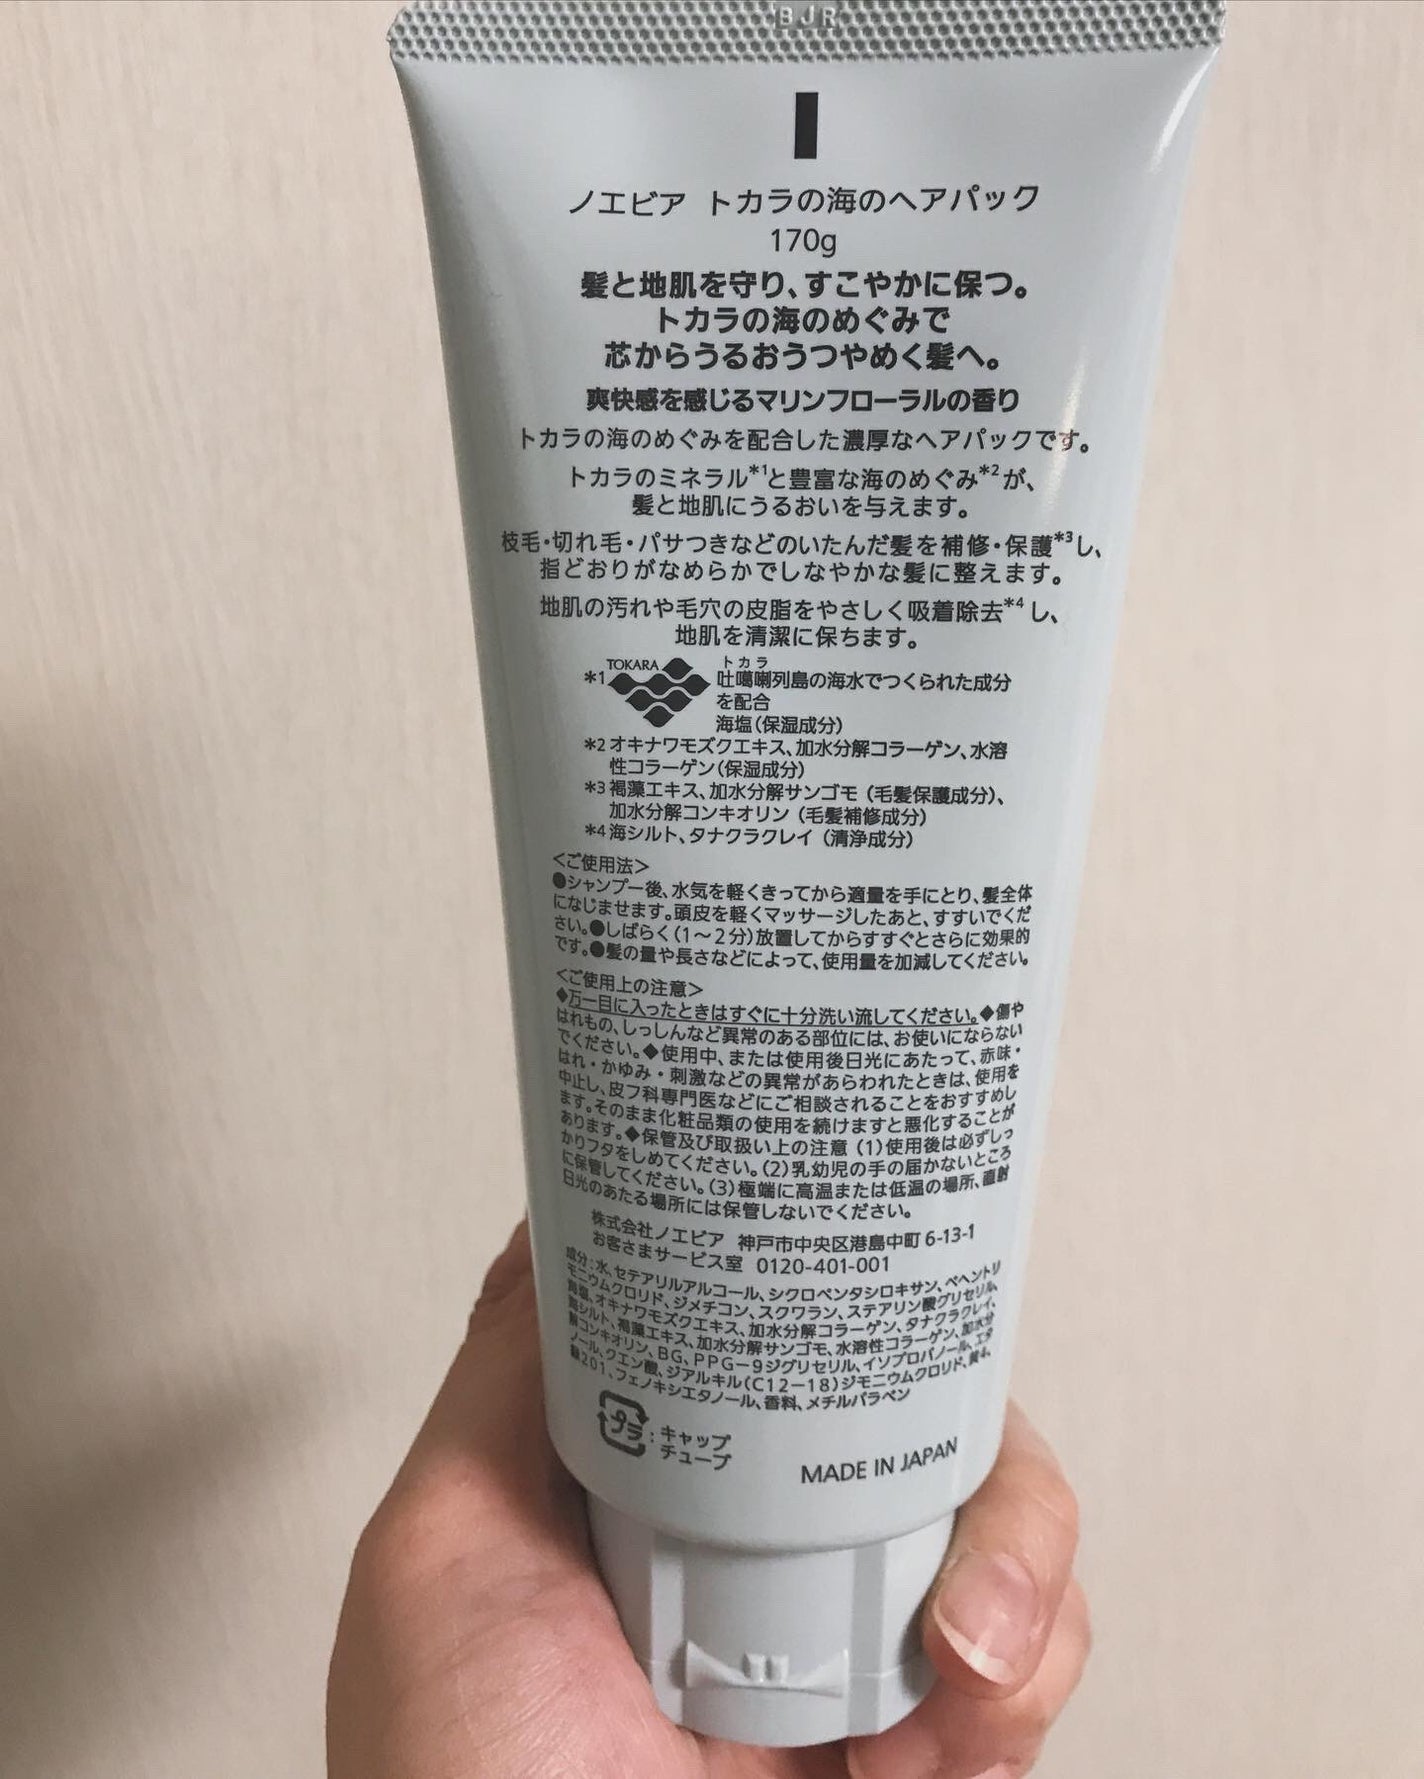 BJR
ノエビア トカラの海のヘアパック
170g
髪と地肌を守り、すこやかに保つ。
トカラの海のめぐみで
芯からうるおうつやめく髪へ。
爽快感を感じるマリンフローラルの香り
トカラの海のめぐみを配合した濃厚なヘアパックです。
トカラのミネラル*1と豊富な海のめぐみ*2が、
髪と地肌にうるおいを与えます。
枝毛・切れ毛・パサつきなどのいたんだ髪を補修・保護*3し、
指どおりがなめらかでしなやかな髪に整えます。
地肌の汚れや毛穴の皮脂をやさしく吸着除去*4し、
地肌を清潔に保ちます。
TOKARA トカラ
*1 吐噶喇列島の海水でつくられた成分
を配合
海塩(保湿成分)
*2 オキナワモズクエキス、加水分解コラーゲン、水溶
性コラーゲン(保湿成分)
*3 褐藻エキス、加水分解サンゴモ(毛髪保護成分)、
加水分解コンキオリン(毛髪補修成分)
*4 海シルト、タナクラクレイ(清浄成分)
<ご使用法>
●シャンプー後、水気を軽くきってから適量を手にとり、髪全体
になじませます。頭皮を軽くマッサージしたあと、すすいでくだ
さい。●しばらく(1～2分)放置してからすすぐとさらに効果的
です。●髪の量や長さなどによって、使用量を加減してください。
<ご使用上の注意>
◆万一目に入ったときはすぐに十分洗い流してください。◆傷や
はれもの、しっしんなど異常のある部位には、お使いにならない
でください。◆使用中、または使用後日光にあたって、赤味・
はれ・かゆみ・刺激などの異常があらわれたときは、使用を
中止し、皮フ科専門医などにご相談されることをおすすめし
ます。そのまま化粧品類の使用を続けますと悪化することが
あります。◆保管及び取扱い上の注意 (1)使用後は必ずしっ
かりフタをしめてください。(2)乳幼児の手の届かないところ
に保管してください。(3)極端に高温または低温の場所、直射
日光のあたる場所には保管しないでください。
株式会社ノエビア 神戸市中央区港島中町6-13-1
お客さまサービス室 0120-401-001
成分:水、セテアリルアルコール、シクロペンタシロキサン、ベヘントリ
モニウムクロリド、ジメチコン、スクワラン、ステアリン酸グリセリル、
海塩、オキナワモズクエキス、加水分解コラーゲン、タナクラクレイ、
海シルト、褐藻エキス、加水分解サンゴモ、水溶性コラーゲン、加水分
解コンキオリン、BG、PPG－9ジグリセリル、イソプロパノール、エタ
ノール、クエン酸、ジアルキル(C12－18)ジモニウムクロリド、黄4、
緑201、フェノキシエタノール、香料、メチルパラベン
プラ:キャップ
チューブ
MADE IN JAPAN